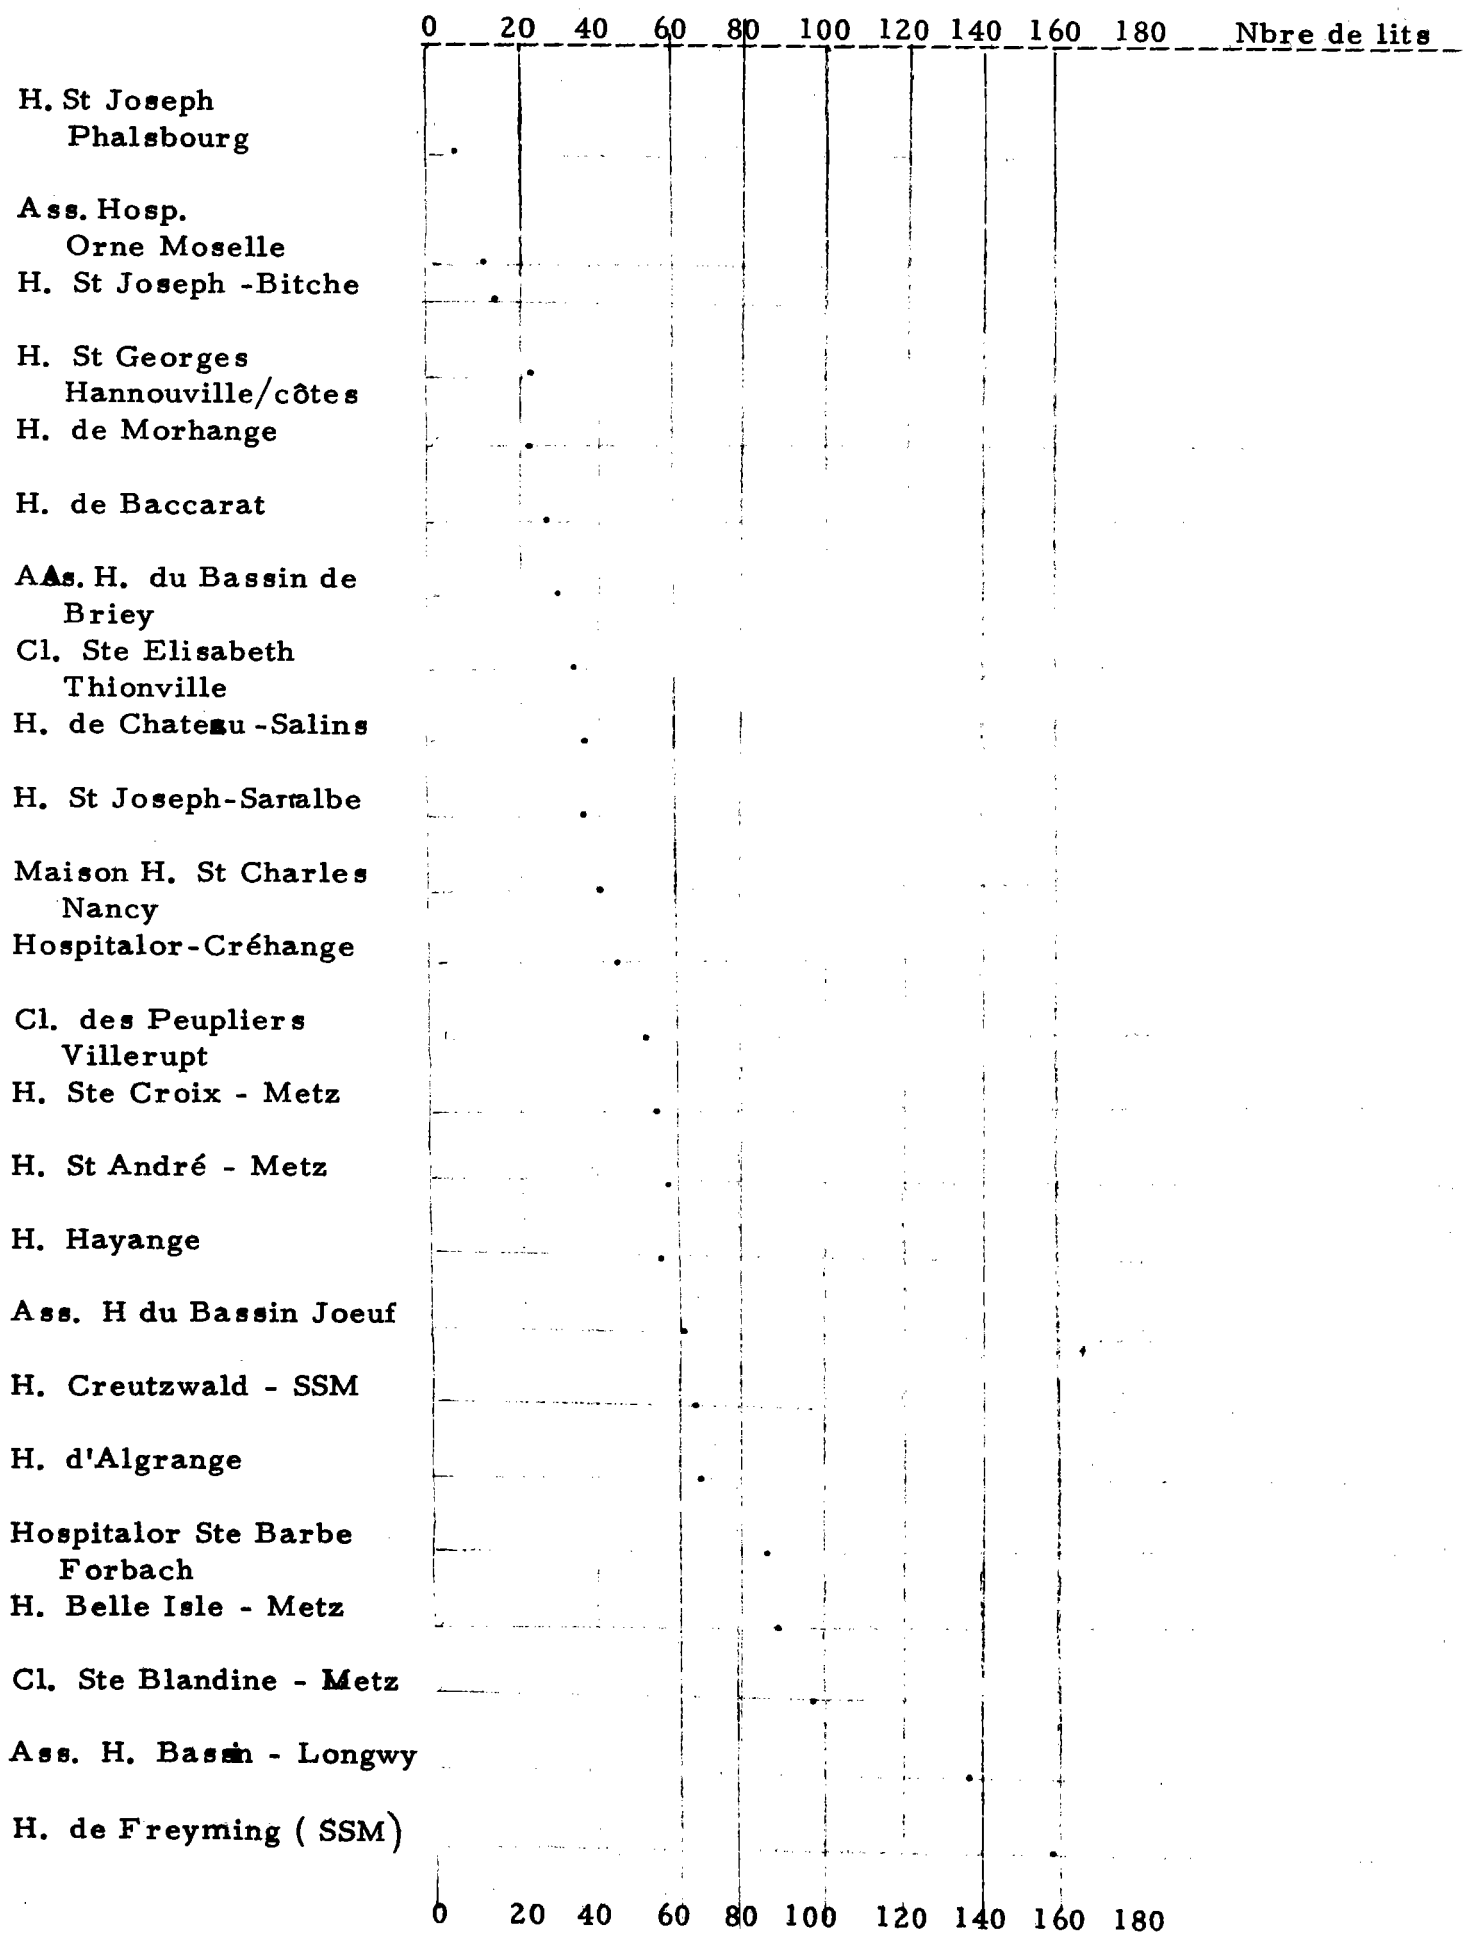 0 20 40 60 80 100 120 140 160 180 Nbre de lits
H. St Joseph
Phalsbourg
Ass. Hosp.
Orne Moselle
H. St Joseph -Bitche
H. St Georges
Hannouville/côtes
H. de Morhange
H. de Baccarat
AAs. H. du Bassin de
Briey
Cl. Ste Elisabeth
Thionville
H. de Chateau -Salins
H. St Joseph-Sarralbe
Maison H. St Charles
Nancy
Hospitalor-Créhange
Cl. des Peupliers
Villerupt
H. Ste Croix - Metz
H. St André - Metz
H. Hayange
Ass. H du Bassin Joeuf
H. Creutzwald - SSM
H. d'Algrange
Hospitalor Ste Barbe
Forbach
H. Belle Isle - Metz
Cl. Ste Blandine - Metz
Ass. H. Bassin - Longwy
H. de Freyming ( SSM)
0 20 40 60 80 100 120 140 160 180